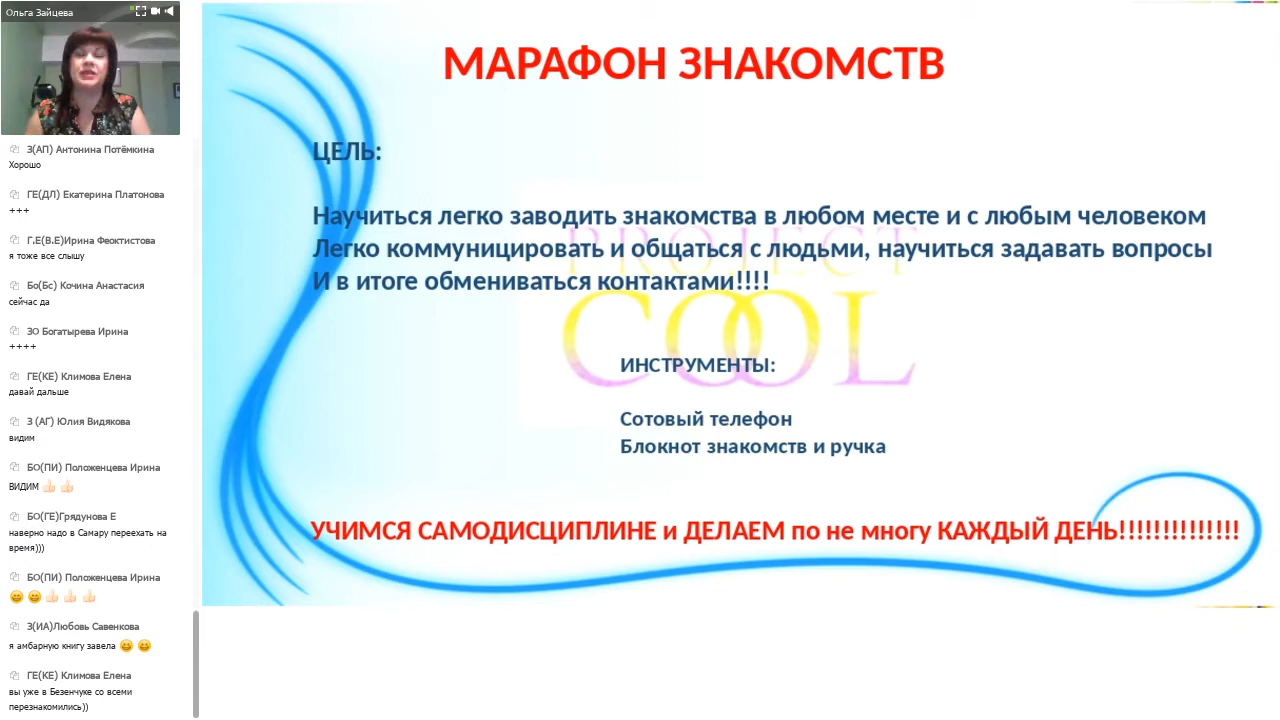 Ольга Зайцева
З(АП) Антонина Потёмкина
Хорошо
ГЕ(ДЛ) Екатерина Платонова
+++
Г.Е(В.Е)Ирина Феоктистова
я тоже все слышу
Бо(Бс) Кочина Анастасия
сейчас да
ЗО Богатырева Ирина
++++
ГЕ(КЕ) Климова Елена
давай дальше
З (АГ) Юлия Видякова
видим
БО(ПИ) Положенцева Ирина
ВИДИМ 👍🏻 👍🏻
БО(ГЕ)Грядунова Е
наверно надо в Самару переехать на
время)))
БО(ПИ) Положенцева Ирина
😄 😄 👍🏻 👍🏻 👍🏻
З(ИА)Любовь Савенкова
я амбарную книгу завела 😄 😄
ГЕ(КЕ) Климова Елена
вы уже в Безенчуке со всеми
перезнакомились))
МАРАФОН ЗНАКОМСТВ
ЦЕЛЬ:
Научиться легко заводить знакомства в любом месте и с любым человеком
Легко коммуницировать и общаться с людьми, научиться задавать вопросы
И в итоге обмениваться контактами!!!!
PROJECT
COOL
ИНСТРУМЕНТЫ:
Сотовый телефон
Блокнот знакомств и ручка
УЧИМСЯ САМОДИСЦИПЛИНЕ и ДЕЛАЕМ по не многу КАЖДЫЙ ДЕНЬ!!!!!!!!!!!!!!